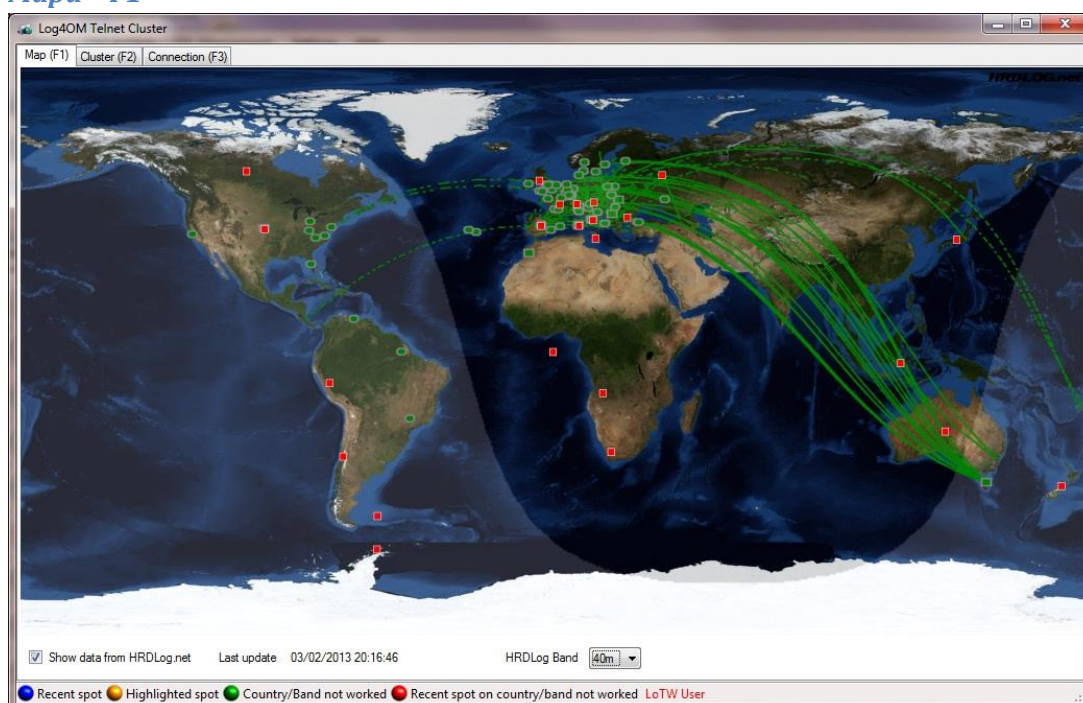 Log4OM Telnet Cluster
Map (F1) Cluster (F2) Connection (F3)
HRDLOG.net
Show data from HRDLog.net Last update 03/02/2013 20:16:46 HRDLog Band 40m
Recent spot Highlighted spot Country/Band not worked Recent spot on country/band not worked LoTW User